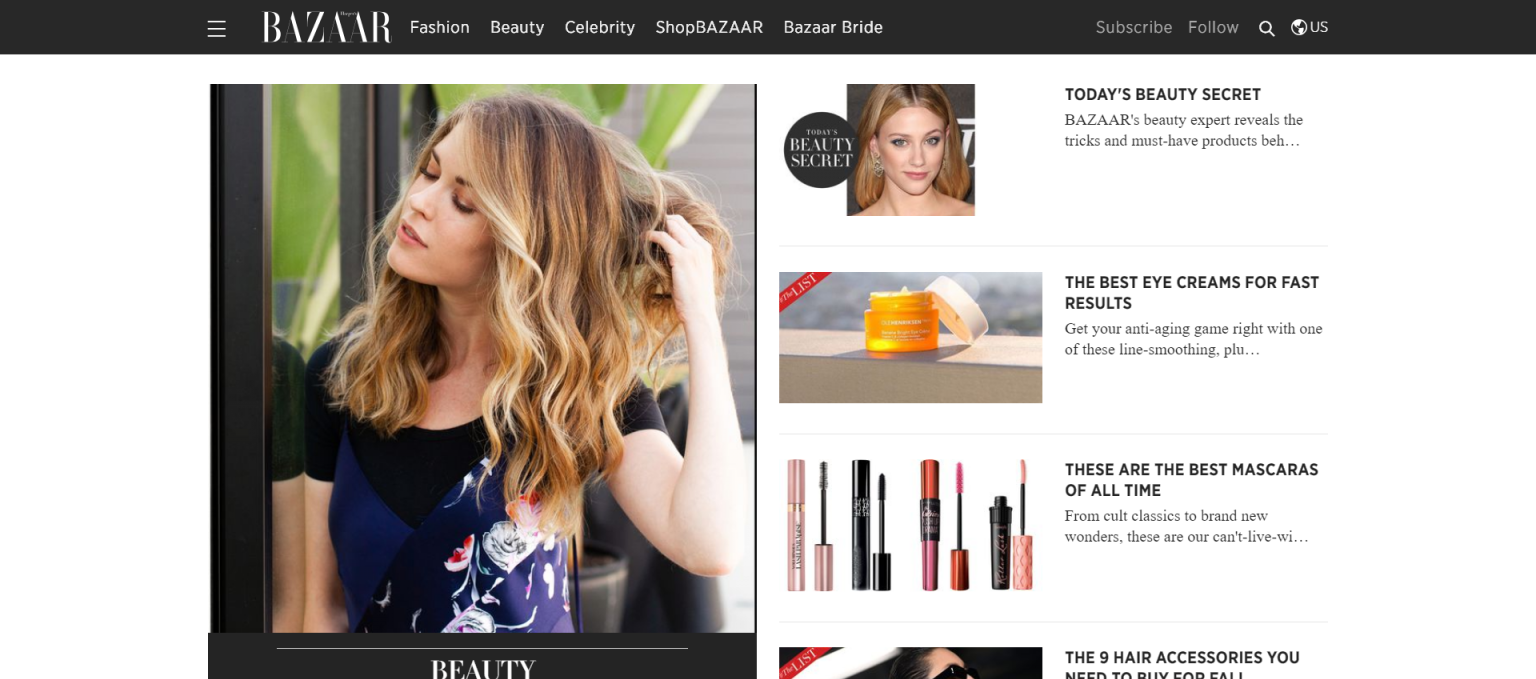 Harper's
BAZAAR
Fashion
Beauty
Celebrity
ShopBAZAAR
Bazaar Bride
Subscribe
Follow
US
BEAUTY
TODAY'S
BEAUTY
SECRET
TODAY'S BEAUTY SECRET
BAZAAR's beauty expert reveals the
tricks and must-have products beh…
#TheLIST
OLEHENRIKSEN
THE BEST EYE CREAMS FOR FAST
RESULTS
Get your anti-aging game right with one
of these line-smoothing, plu…
THESE ARE THE BEST MASCARAS
OF ALL TIME
From cult classics to brand new
wonders, these are our can't-live-wi…
#TheLIST
THE 9 HAIR ACCESSORIES YOU
NEED TO BUY FOR FALL